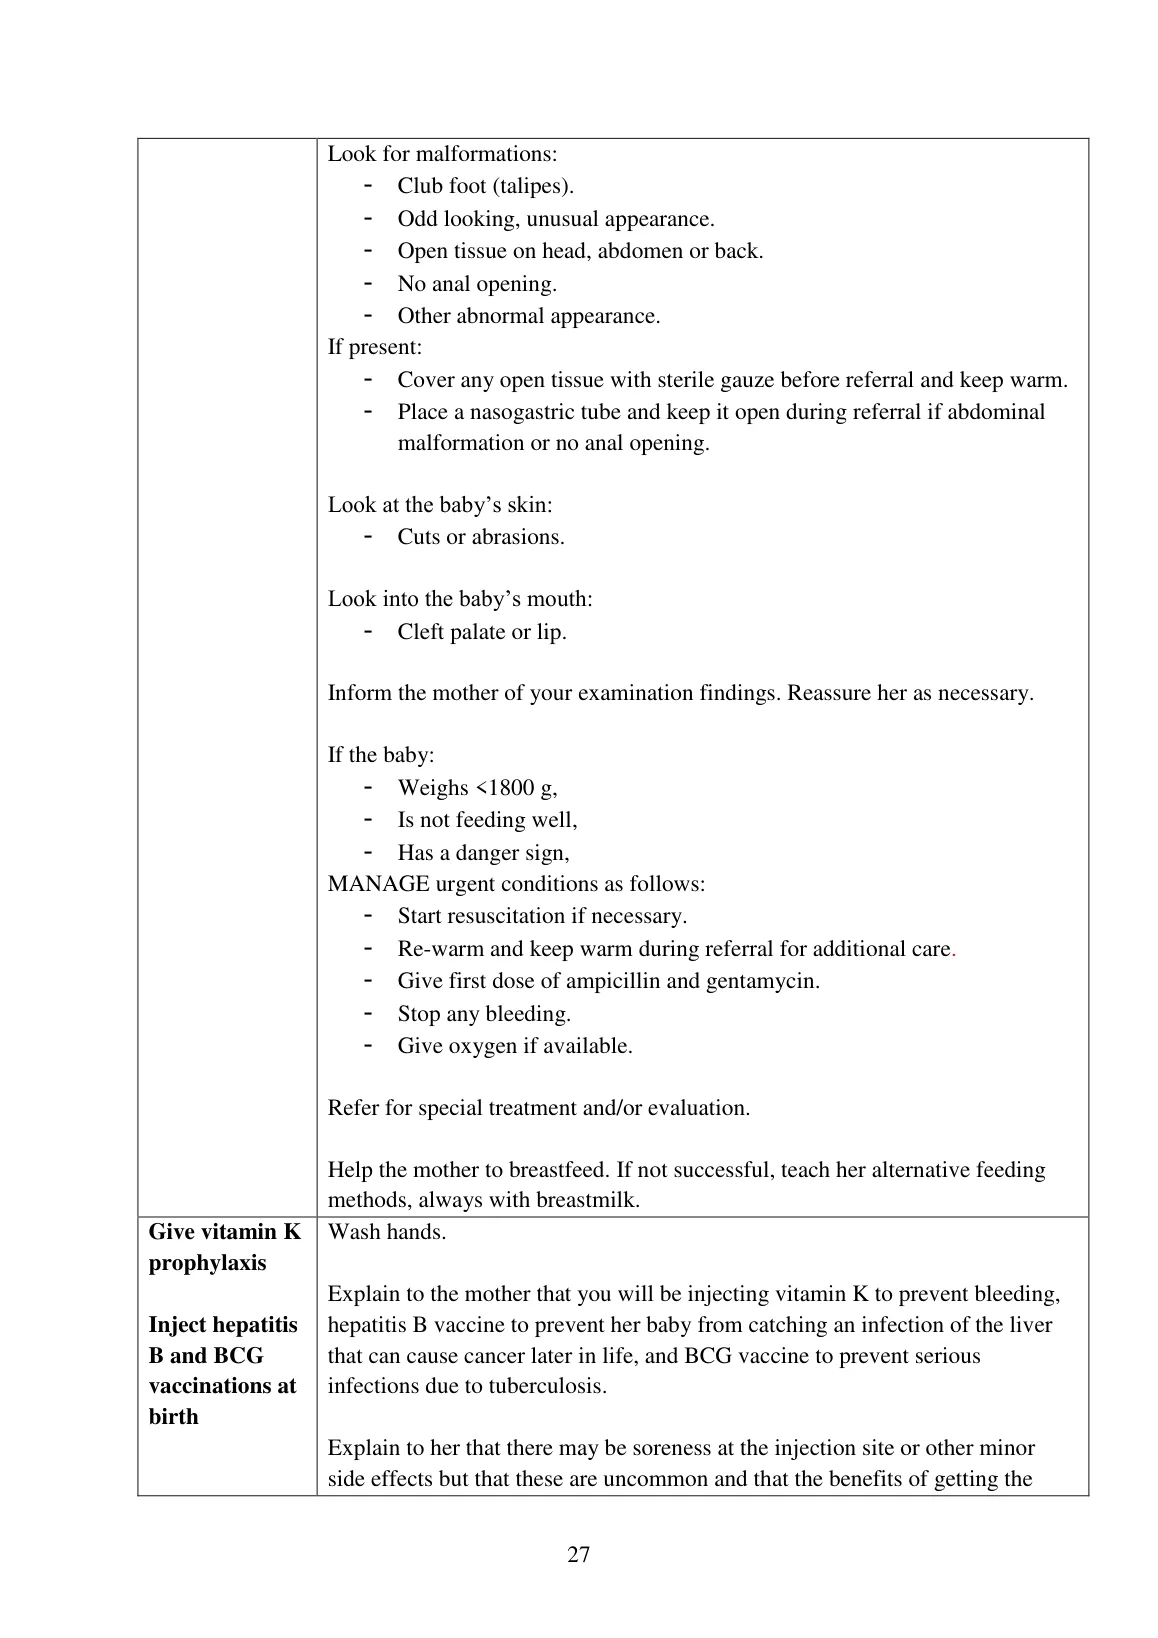 Look for malformations:
- Club foot (talipes).
- Odd looking, unusual appearance.
- Open tissue on head, abdomen or back.
- No anal opening.
- Other abnormal appearance.
If present:
- Cover any open tissue with sterile gauze before referral and keep warm.
- Place a nasogastric tube and keep it open during referral if abdominal
malformation or no anal opening.
Look at the baby’s skin:
- Cuts or abrasions.
Look into the baby’s mouth:
- Cleft palate or lip.
Inform the mother of your examination findings. Reassure her as necessary.
If the baby:
- Weighs <1800 g,
- Is not feeding well,
- Has a danger sign,
MANAGE urgent conditions as follows:
- Start resuscitation if necessary.
- Re-warm and keep warm during referral for additional care.
- Give first dose of ampicillin and gentamycin.
- Stop any bleeding.
- Give oxygen if available.
Refer for special treatment and/or evaluation.
Help the mother to breastfeed. If not successful, teach her alternative feeding
methods, always with breastmilk.
Give vitamin K
prophylaxis
Inject hepatitis
B and BCG
vaccinations at
birth
Wash hands.
Explain to the mother that you will be injecting vitamin K to prevent bleeding,
hepatitis B vaccine to prevent her baby from catching an infection of the liver
that can cause cancer later in life, and BCG vaccine to prevent serious
infections due to tuberculosis.
Explain to her that there may be soreness at the injection site or other minor
side effects but that these are uncommon and that the benefits of getting the
27